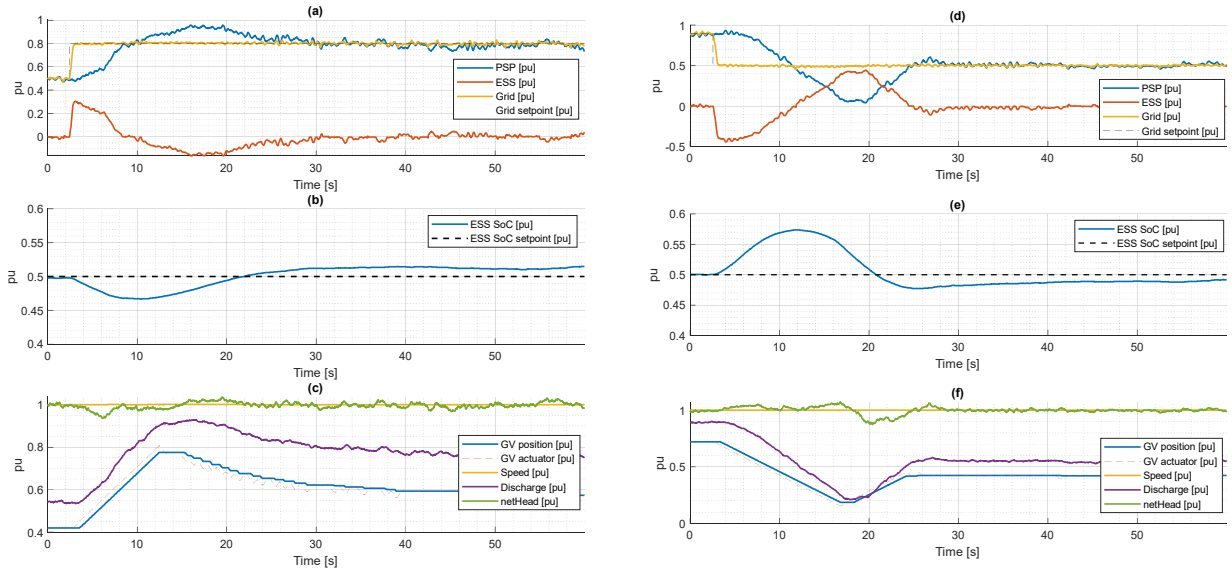 (a)
1
0.8
0.6
0.4
0.2
0
pu
PSP [pu]
ESS [pu]
Grid [pu]
Grid setpoint [pu]
0 10 20 30 40 50
Time [s]
(b)
0.6
0.55
0.5
0.45
0.4
pu
ESS SoC [pu]
ESS SoC setpoint [pu]
0 10 20 30 40 50
Time [s]
(c)
1
0.8
0.6
0.4
pu
GV position [pu]
GV actuator [pu]
Speed [pu]
Discharge [pu]
netHead [pu]
0 10 20 30 40 50
Time [s]
(d)
1
0.5
0
-0.5
pu
PSP [pu]
ESS [pu]
Grid [pu]
Grid setpoint [pu]
0 10 20 30 40 50
Time [s]
(e)
0.6
0.55
0.5
0.45
0.4
pu
ESS SoC [pu]
ESS SoC setpoint [pu]
0 10 20 30 40 50
Time [s]
(f)
1
0.5
0
pu
GV position [pu]
GV actuator [pu]
Speed [pu]
Discharge [pu]
netHead [pu]
0 10 20 30 40 50
Time [s]